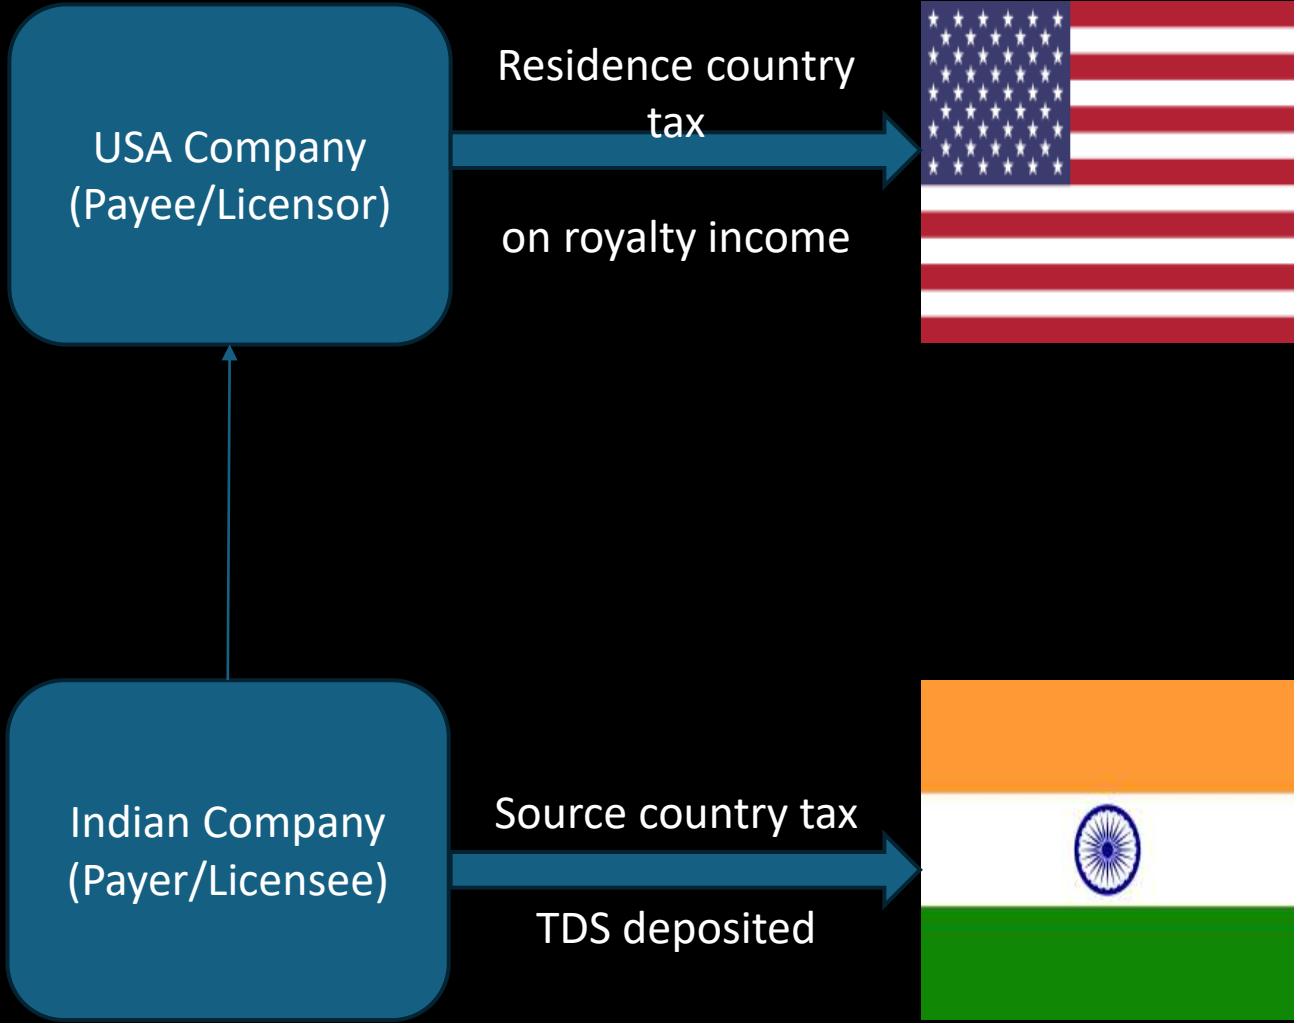 USA Company
(Payee/Licensor)
Residence country
tax
on royalty income
Indian Company
(Payer/Licensee)
Source country tax
TDS deposited